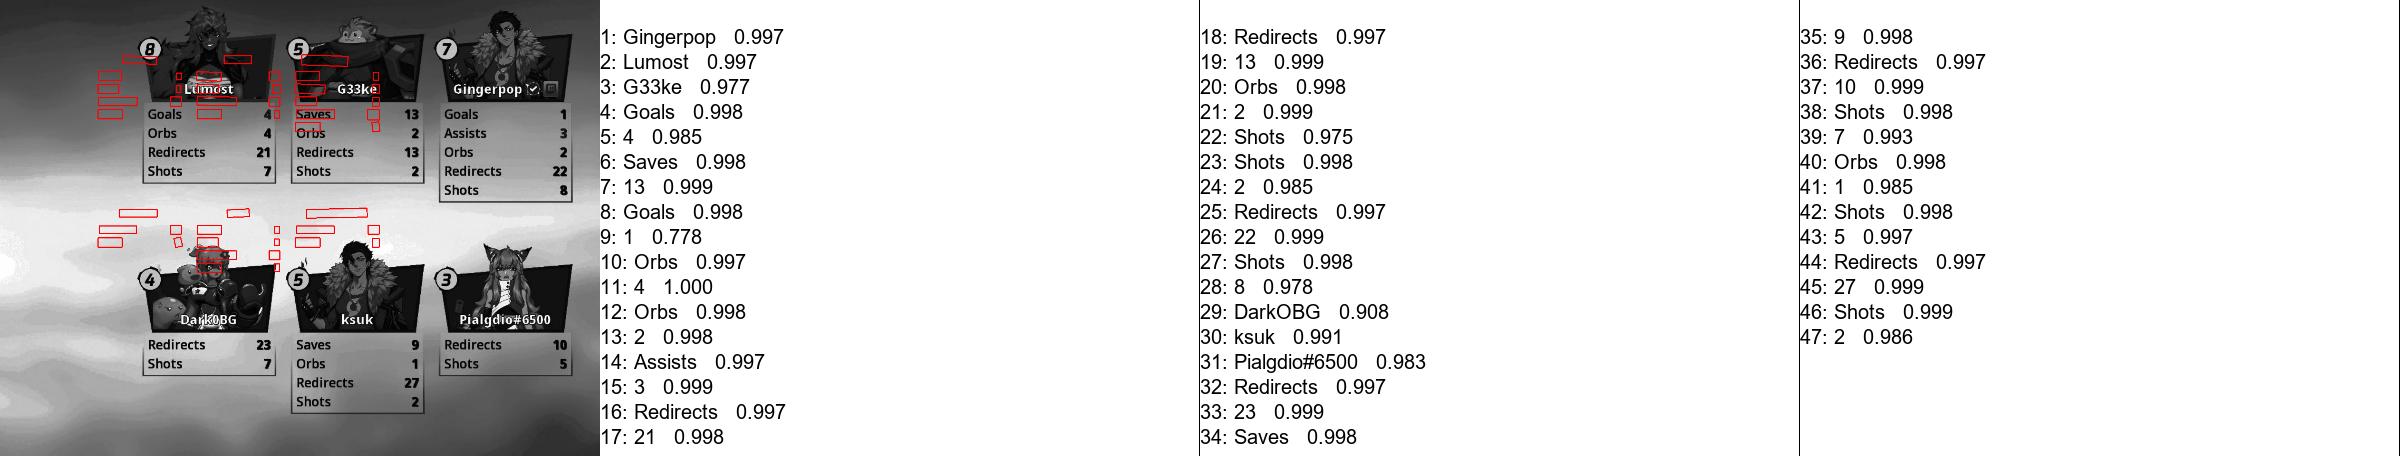 8 5 7
Lumost G33ke Gingerpop
Goals 4 Saves 13 Goals 1
Orbs 4 Orbs 2 Assists 3
Redirects 21 Redirects 13 Orbs 2
Shots 7 Shots 2 Redirects 22
Shots 8
4 5 3
Dark0BG ksuk Pialgdio#6500
Redirects 23 Saves 9 Redirects 10
Shots 7 Orbs 1 Shots 5
Redirects 27
Shots 2
1: Gingerpop 0.997
2: Lumost 0.997
3: G33ke 0.977
4: Goals 0.998
5: 4 0.985
6: Saves 0.998
7: 13 0.999
8: Goals 0.998
9: 1 0.778
10: Orbs 0.997
11: 4 1.000
12: Orbs 0.998
13: 2 0.998
14: Assists 0.997
15: 3 0.999
16: Redirects 0.997
17: 21 0.998
18: Redirects 0.997
19: 13 0.999
20: Orbs 0.998
21: 2 0.999
22: Shots 0.975
23: Shots 0.998
24: 2 0.985
25: Redirects 0.997
26: 22 0.999
27: Shots 0.998
28: 8 0.978
29: DarkOBG 0.908
30: ksuk 0.991
31: Pialgdio#6500 0.983
32: Redirects 0.997
33: 23 0.999
34: Saves 0.998
35: 9 0.998
36: Redirects 0.997
37: 10 0.999
38: Shots 0.998
39: 7 0.993
40: Orbs 0.998
41: 1 0.985
42: Shots 0.998
43: 5 0.997
44: Redirects 0.997
45: 27 0.999
46: Shots 0.999
47: 2 0.986